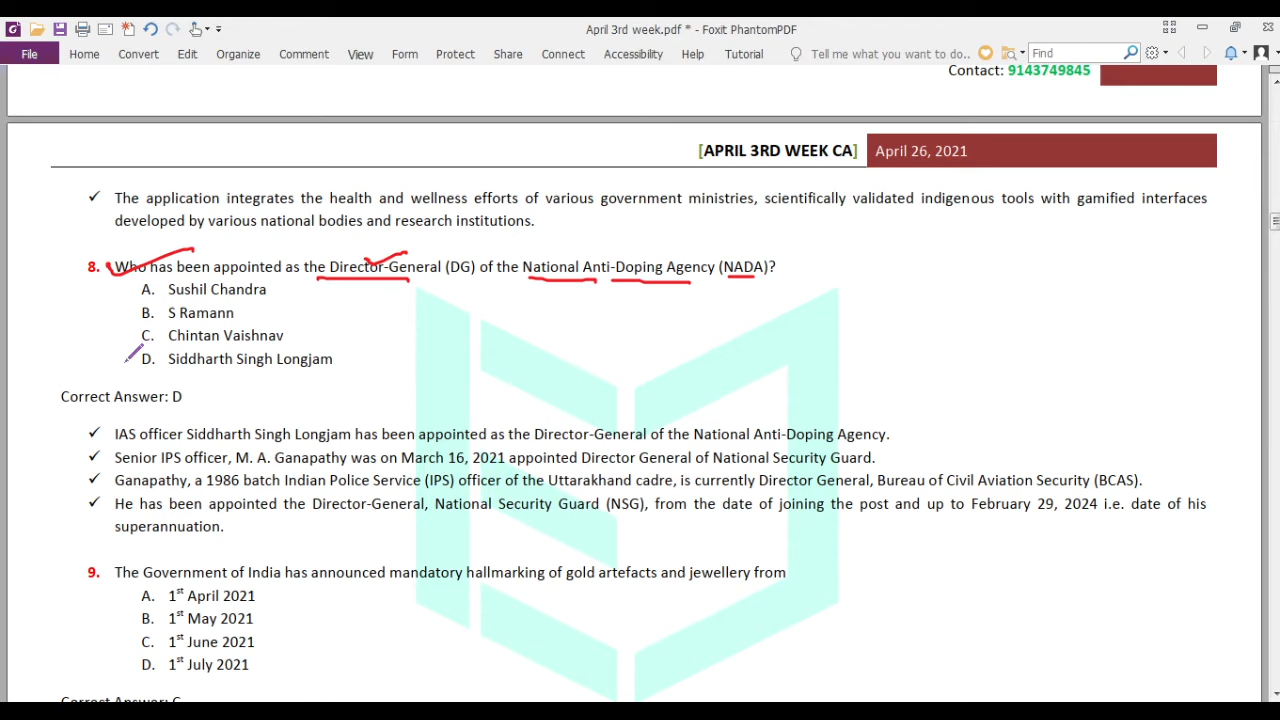 April 3rd week.pdf * - Foxit PhantomPDF
File Home Convert Edit Organize Comment View Form Protect Share Connect Accessibility Help Tutorial Tell me what you want to do.. Find
Contact: 9143749845
[APRIL 3RD WEEK CA] April 26, 2021
✓ The application integrates the health and wellness efforts of various government ministries, scientifically validated indigenous tools with gamified interfaces
developed by various national bodies and research institutions.
8. Who has been appointed as the Director-General (DG) of the National Anti-Doping Agency (NADA)?
A. Sushil Chandra
B. S Ramann
C. Chintan Vaishnav
D. Siddharth Singh Longjam
Correct Answer: D
✓ IAS officer Siddharth Singh Longjam has been appointed as the Director-General of the National Anti-Doping Agency.
✓ Senior IPS officer, M. A. Ganapathy was on March 16, 2021 appointed Director General of National Security Guard.
✓ Ganapathy, a 1986 batch Indian Police Service (IPS) officer of the Uttarakhand cadre, is currently Director General, Bureau of Civil Aviation Security (BCAS).
✓ He has been appointed the Director-General, National Security Guard (NSG), from the date of joining the post and up to February 29, 2024 i.e. date of his
superannuation.
9. The Government of India has announced mandatory hallmarking of gold artefacts and jewellery from
A. 1st April 2021
B. 1st May 2021
C. 1st June 2021
D. 1st July 2021
Correct Answer: C